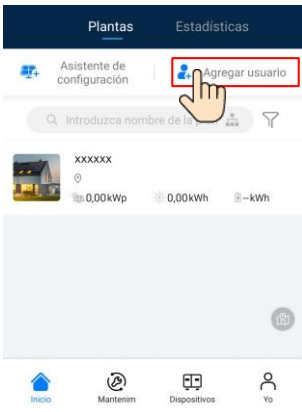 Plantas Estadísticas
Asistente de configuración
Agregar usuario
Introduzca nombre de la
xxxxxx
0,00kWp 0,00kWh --kWh
Inicio Mantenim Dispositivos Yo